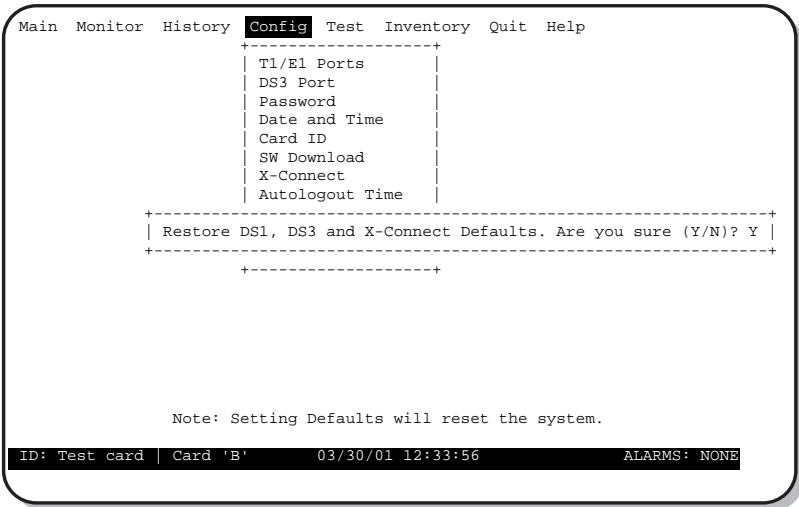 Main Monitor History Config Test Inventory Quit Help
+-------------------+
| T1/E1 Ports |
| DS3 Port |
| Password |
| Date and Time |
| Card ID |
| SW Download |
| X-Connect |
| Autologout Time |
+----------------------------------------------------------------+
| Restore DS1, DS3 and X-Connect Defaults. Are you sure (Y/N)? Y |
+----------------------------------------------------------------+
+-------------------+
Note: Setting Defaults will reset the system.
ID: Test card | Card 'B' 03/30/01 12:33:56 ALARMS: NONE